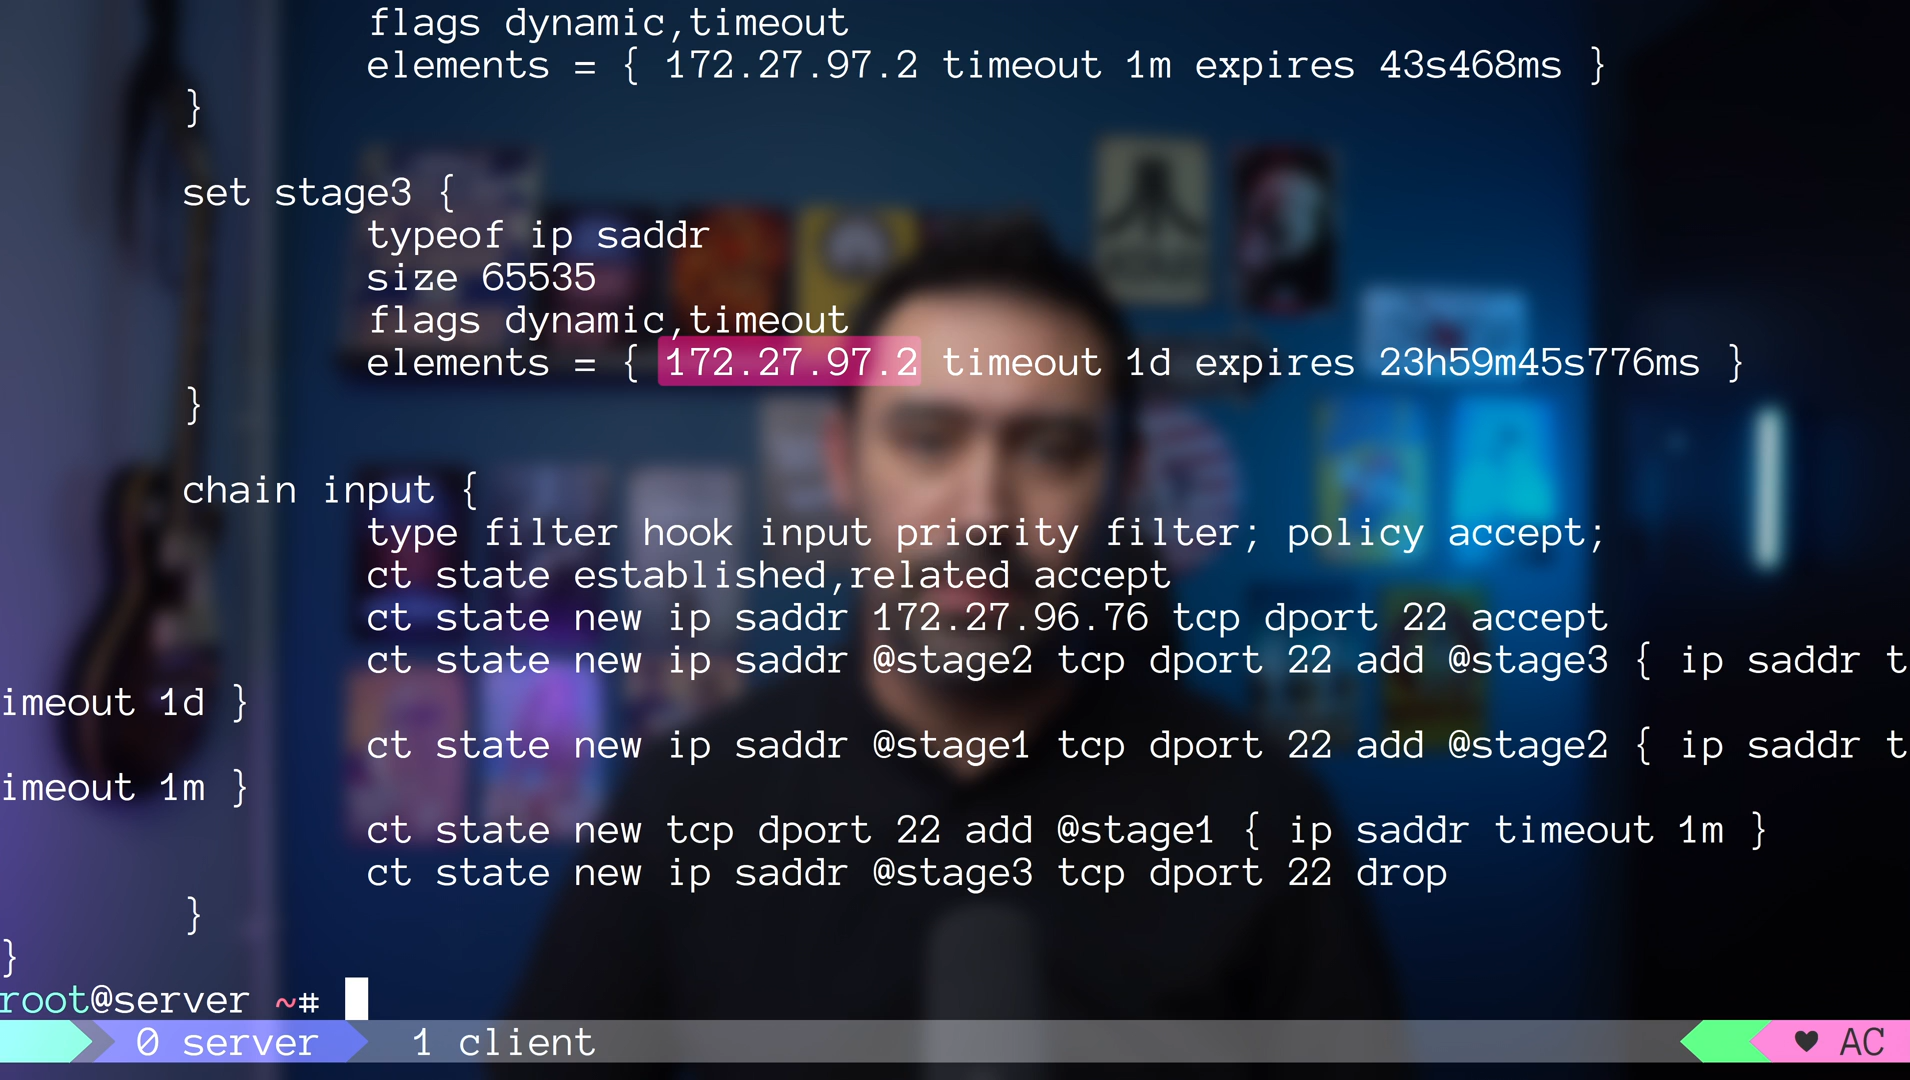 flags dynamic,timeout
elements = { 172.27.97.2 timeout 1m expires 43s468ms }
}
set stage3 {
typeof ip saddr
size 65535
flags dynamic,timeout
elements = { 172.27.97.2 timeout 1d expires 23h59m45s776ms }
}
chain input {
type filter hook input priority filter; policy accept;
ct state established,related accept
ct state new ip saddr 172.27.96.76 tcp dport 22 accept
ct state new ip saddr @stage2 tcp dport 22 add @stage3 { ip saddr t
imeout 1d }
ct state new ip saddr @stage1 tcp dport 22 add @stage2 { ip saddr t
imeout 1m }
ct state new tcp dport 22 add @stage1 { ip saddr timeout 1m }
ct state new ip saddr @stage3 tcp dport 22 drop
}
}
root@server ~#
0 server 1 client ♥ AC